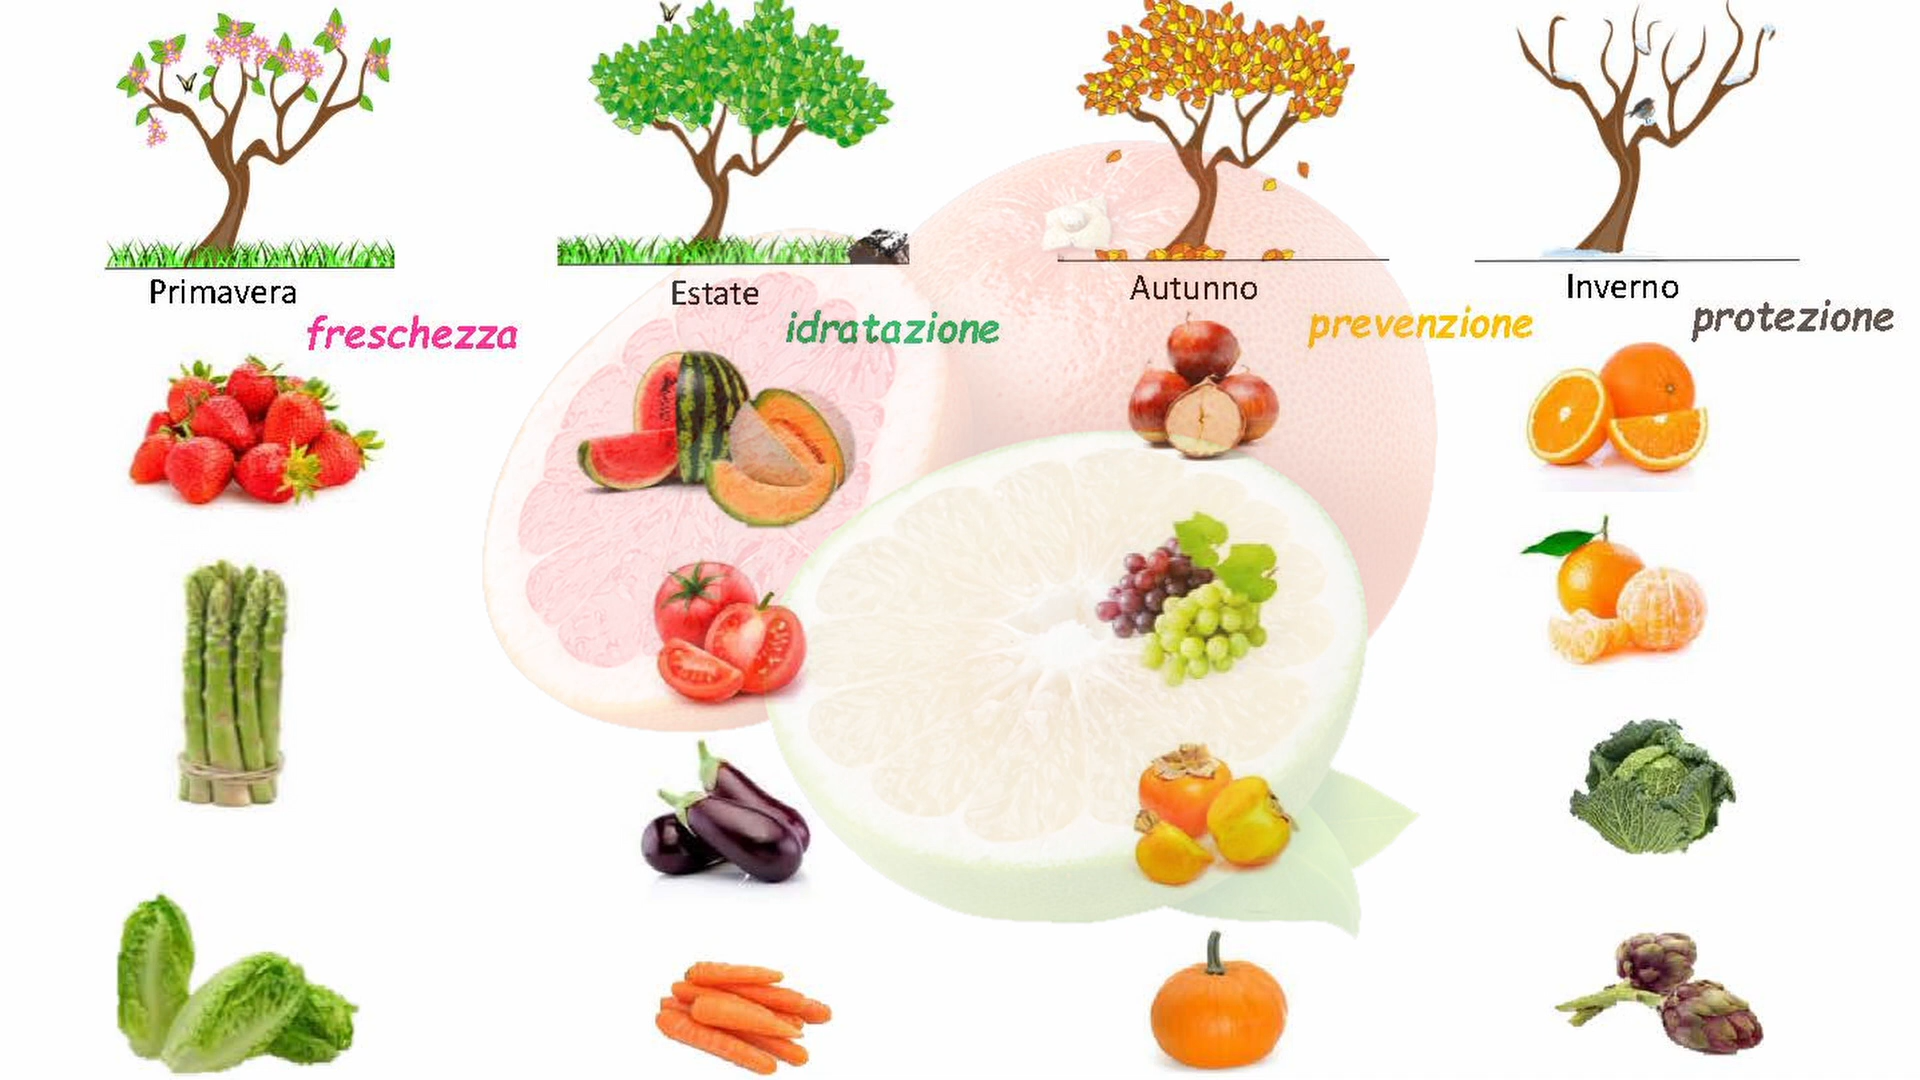 Primavera
freschezza
Estate
idratazione
Autunno
prevenzione
Inverno
protezione